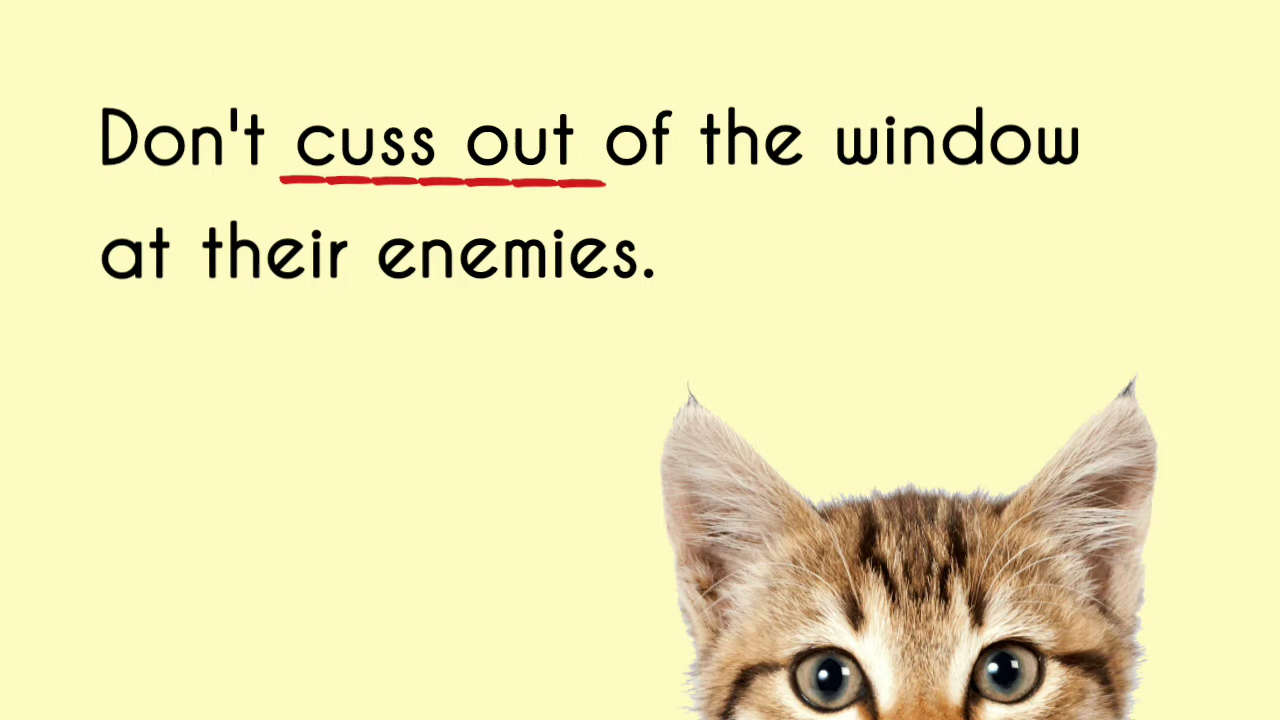 Don't cuss out of the window
at their enemies.